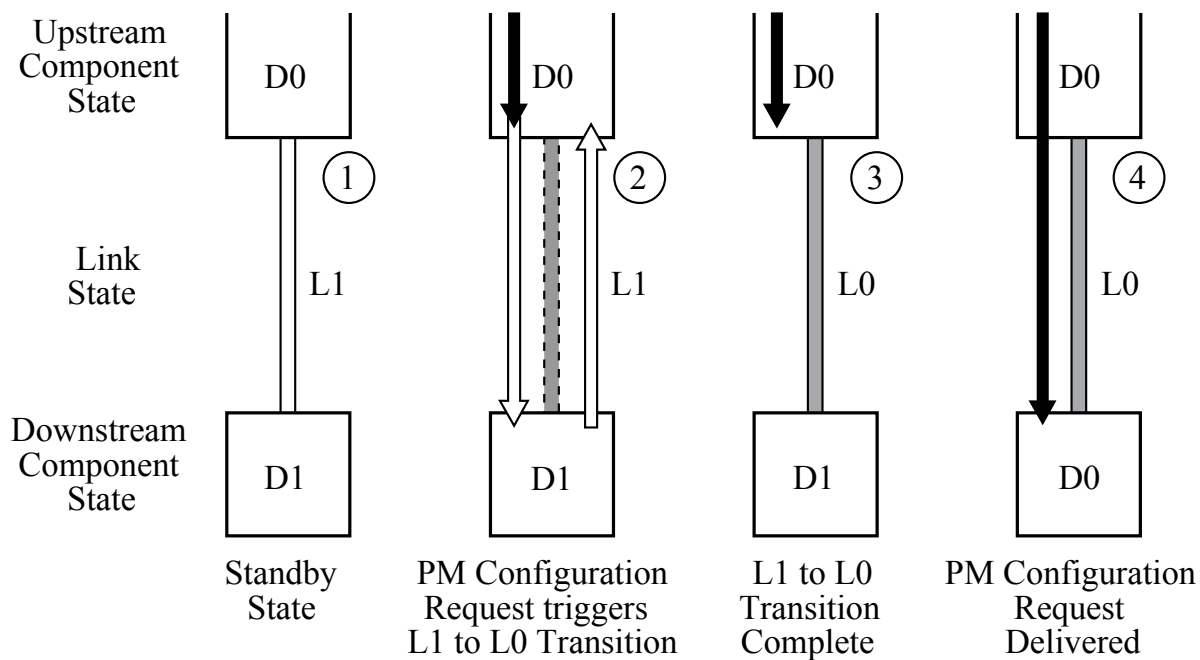 Upstream
Component
State
D0
D0
D0
D0
1
2
3
4
Link
State
L1
L1
L0
L0
Downstream
Component
State
D1
D1
D1
D0
Standby
State
PM Configuration
Request triggers
L1 to L0 Transition
L1 to L0
Transition
Complete
PM Configuration
Request
Delivered